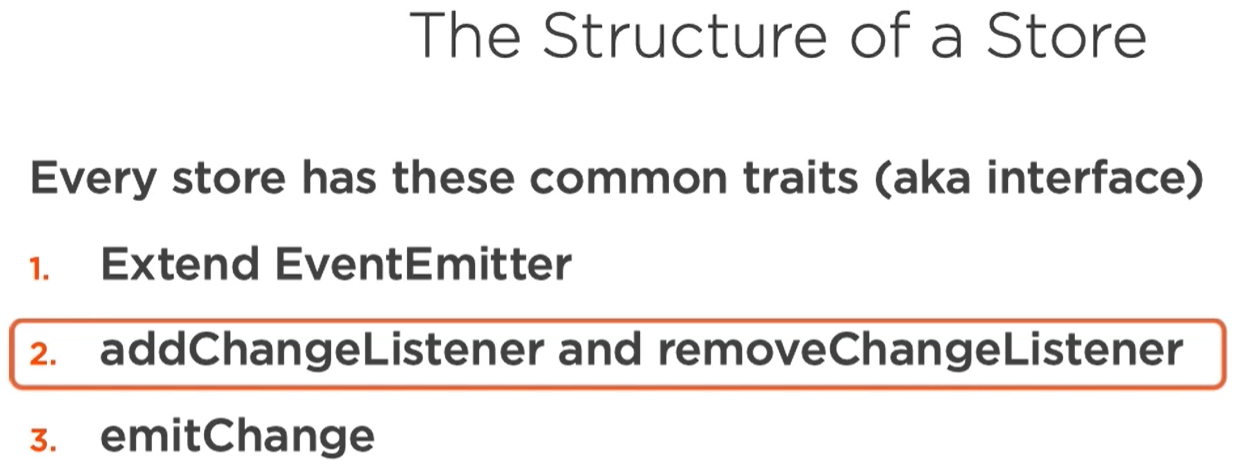 The Structure of a Store
Every store has these common traits (aka interface)
1. Extend EventEmitter
2. addChangeListener and removeChangeListener
3. emitChange